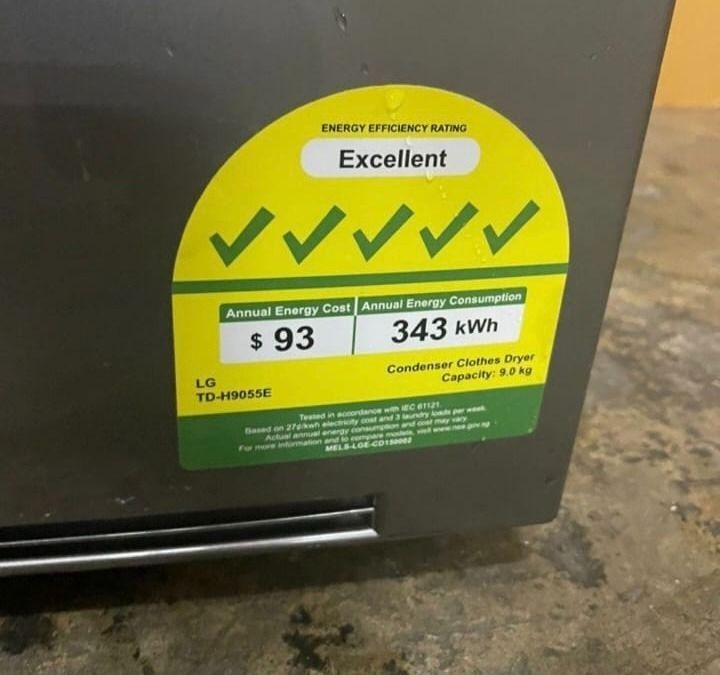 ENERGY EFFICIENCY RATING
Excellent
Annual Energy Cost
$ 93
Annual Energy Consumption
343 kWh
LG
TD-H9055E
Condenser Clothes Dryer
Capacity: 9.0 kg
Tested in accordance with IEC 61121
Based on 27¢/kwh electricity cost and 3 laundry loads per week.
Actual annual energy consumption and cost may vary.
For more information and to compare models, visit www.nea.gov.sg